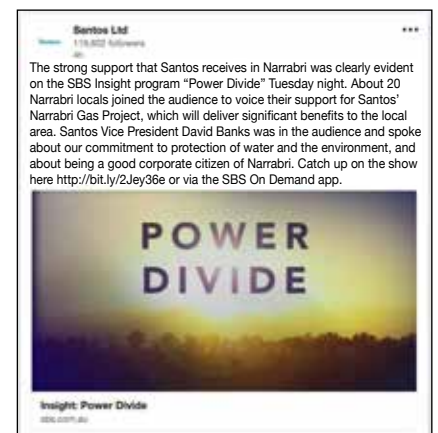 Santos Ltd
The strong support that Santos receives in Narrabri was clearly evident
on the SBS Insight program “Power Divide” Tuesday night. About 20
Narrabri locals joined the audience to voice their support for Santos’
Narrabri Gas Project, which will deliver significant benefits to the local
area. Santos Vice President David Banks was in the audience and spoke
about our commitment to protection of water and the environment, and
about being a good corporate citizen of Narrabri. Catch up on the show
here http://bit.ly/2Jey36e or via the SBS On Demand app.
POWER
DIVIDE
Insight: Power Divide
sbs.com.au